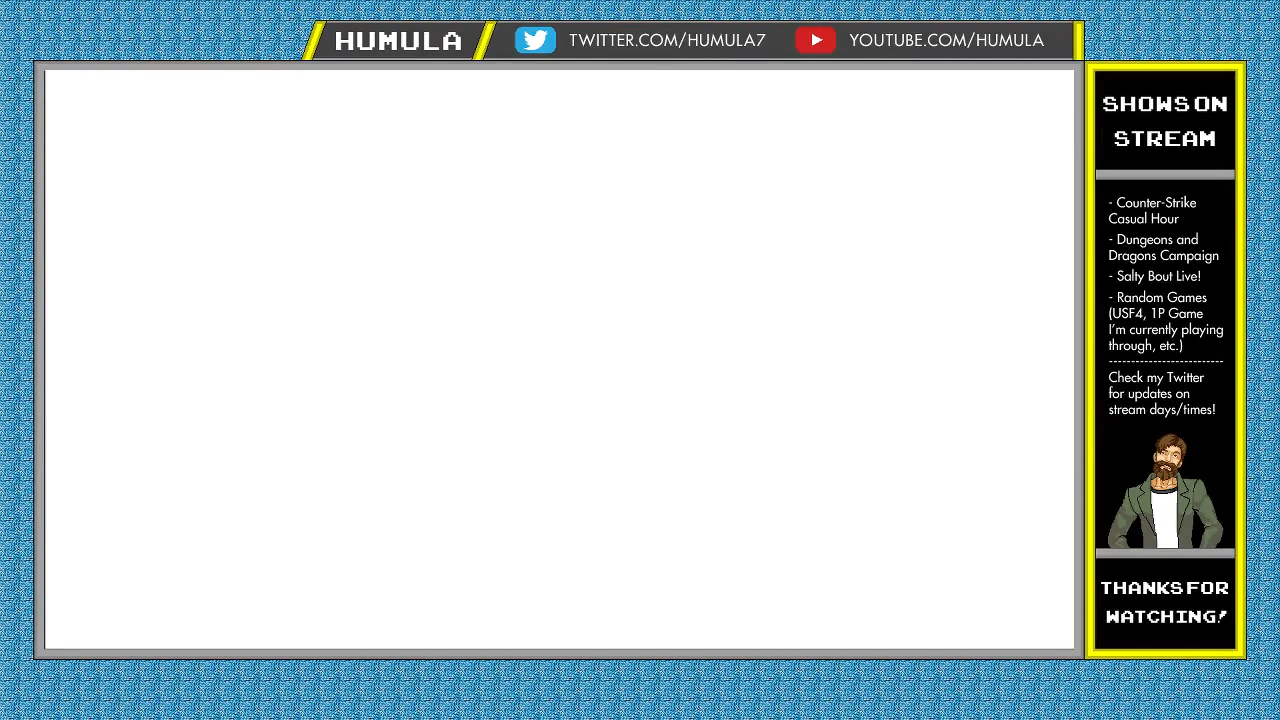 HUMULA
TWITTER.COM/HUMULA7
YOUTUBE.COM/HUMULA
SHOWS ON
STREAM
- Counter-Strike
Casual Hour
- Dungeons and
Dragons Campaign
- Salty Bout Live!
- Random Games
(USF4, 1P Game
I'm currently playing
through, etc.)
--------------------------
Check my Twitter
for updates on
stream days/times!
THANKS FOR
WATCHING!